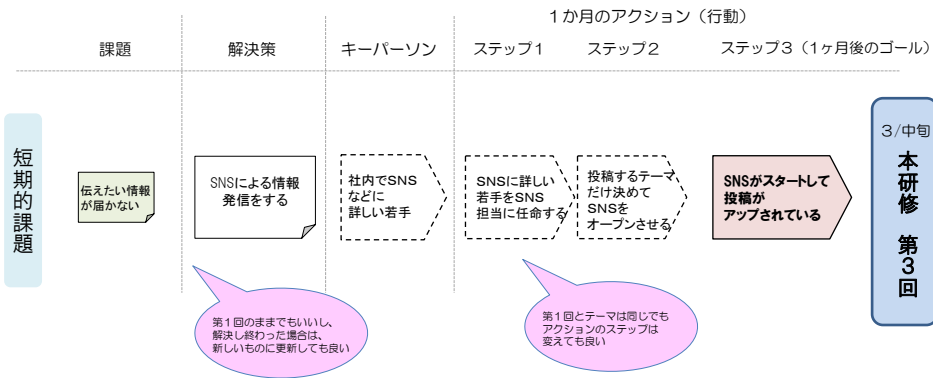 1か月のアクション（行動）
課題
解決策
キーパーソン
ステップ1
ステップ2
ステップ3（1ヶ月後のゴール）
短期的課題
伝えたい情報
が届かない
SNSによる情報
発信をする
社内でSNS
などに
詳しい若手
SNSに詳しい
若手をSNS
担当に任命する
投稿するテーマ
だけ決めて
SNSを
オープンさせる
SNSがスタートして
投稿が
アップされている
3/中旬
本研修　第3回
第1回のままでもいいし、
解決し終わった場合は、
新しいものに更新しても良い
第1回とテーマは同じでも
アクションのステップは
変えても良い